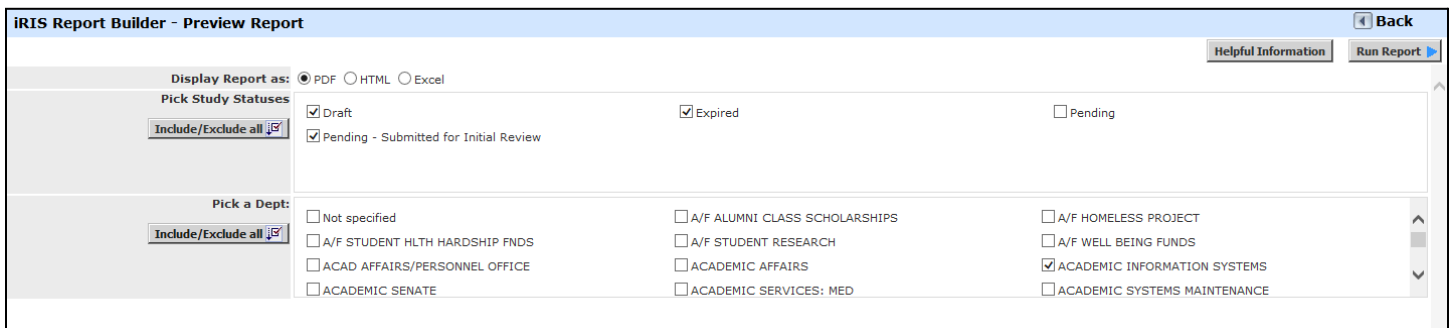 iRIS Report Builder - Preview Report Back
Helpful Information Run Report
Display Report as: PDF HTML Excel
Pick Study Statuses
Draft Expired Pending
Include/Exclude all
Pending - Submitted for Initial Review
Pick a Dept:
Not specified A/F ALUMNI CLASS SCHOLARSHIPS A/F HOMELESS PROJECT
Include/Exclude all
A/F STUDENT HLTH HARDSHIP FNDS A/F STUDENT RESEARCH A/F WELL BEING FUNDS
ACAD AFFAIRS/PERSONNEL OFFICE ACADEMIC AFFAIRS ACADEMIC INFORMATION SYSTEMS
ACADEMIC SENATE ACADEMIC SERVICES: MED ACADEMIC SYSTEMS MAINTENANCE